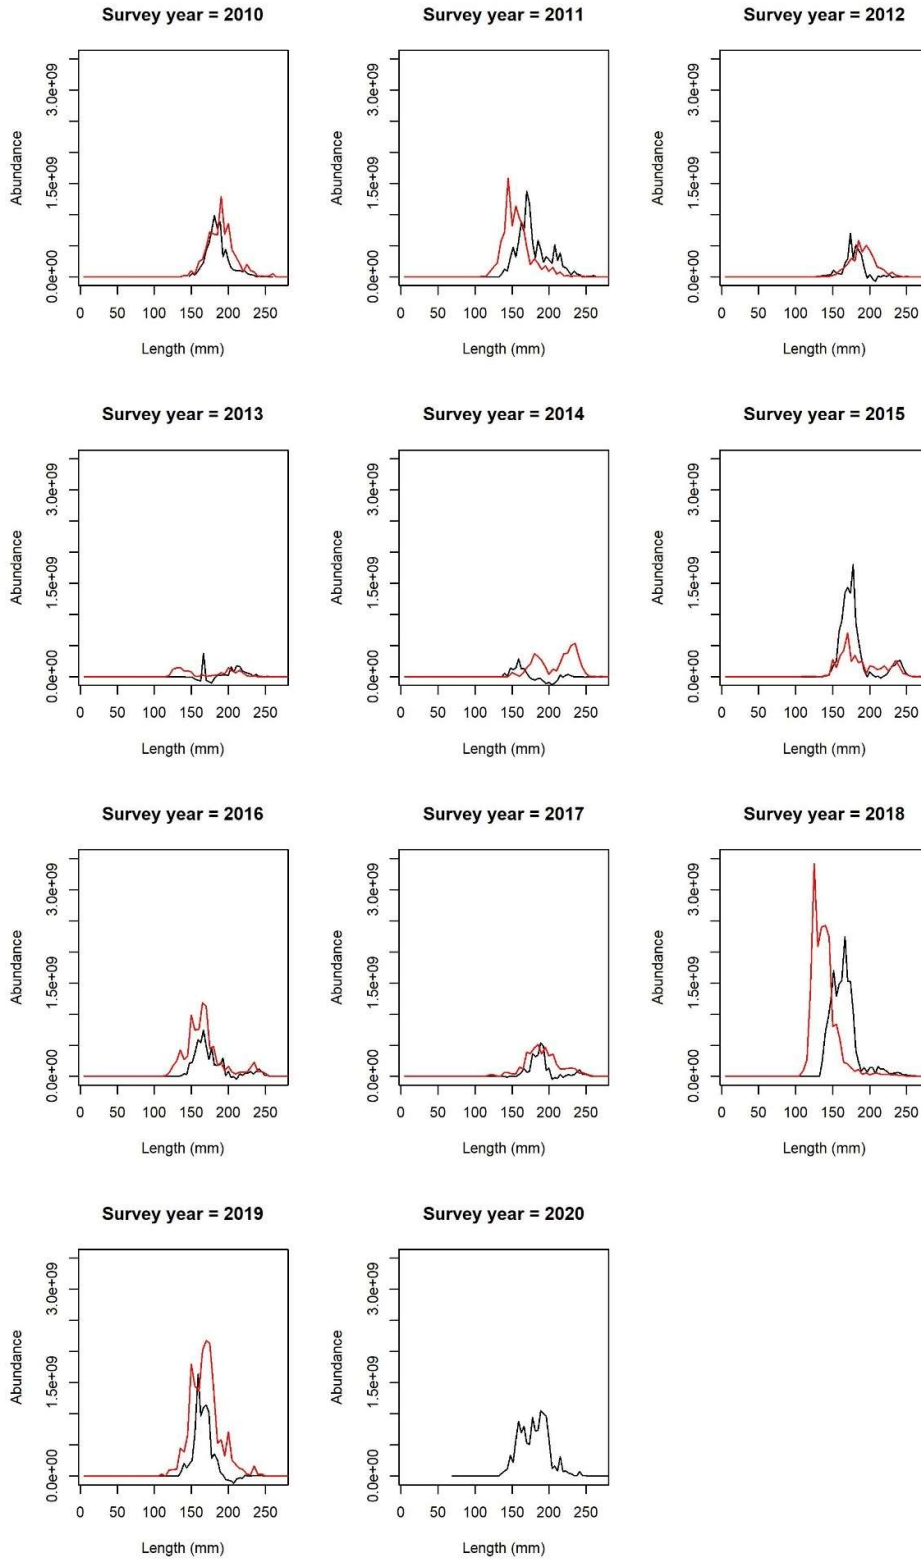 Survey year = 2010
Abundance
0.0e+00 1.5e+09 3.0e+09
0 50 100 150 200 250
Length (mm)
Survey year = 2011
Abundance
0.0e+00 1.5e+09 3.0e+09
0 50 100 150 200 250
Length (mm)
Survey year = 2012
Abundance
0.0e+00 1.5e+09 3.0e+09
0 50 100 150 200 250
Length (mm)
Survey year = 2013
Abundance
0.0e+00 1.5e+09 3.0e+09
0 50 100 150 200 250
Length (mm)
Survey year = 2014
Abundance
0.0e+00 1.5e+09 3.0e+09
0 50 100 150 200 250
Length (mm)
Survey year = 2015
Abundance
0.0e+00 1.5e+09 3.0e+09
0 50 100 150 200 250
Length (mm)
Survey year = 2016
Abundance
0.0e+00 1.5e+09 3.0e+09
0 50 100 150 200 250
Length (mm)
Survey year = 2017
Abundance
0.0e+00 1.5e+09 3.0e+09
0 50 100 150 200 250
Length (mm)
Survey year = 2018
Abundance
0.0e+00 1.5e+09 3.0e+09
0 50 100 150 200 250
Length (mm)
Survey year = 2019
Abundance
0.0e+00 1.5e+09 3.0e+09
0 50 100 150 200 250
Length (mm)
Survey year = 2020
Abundance
0.0e+00 1.5e+09 3.0e+09
0 50 100 150 200 250
Length (mm)